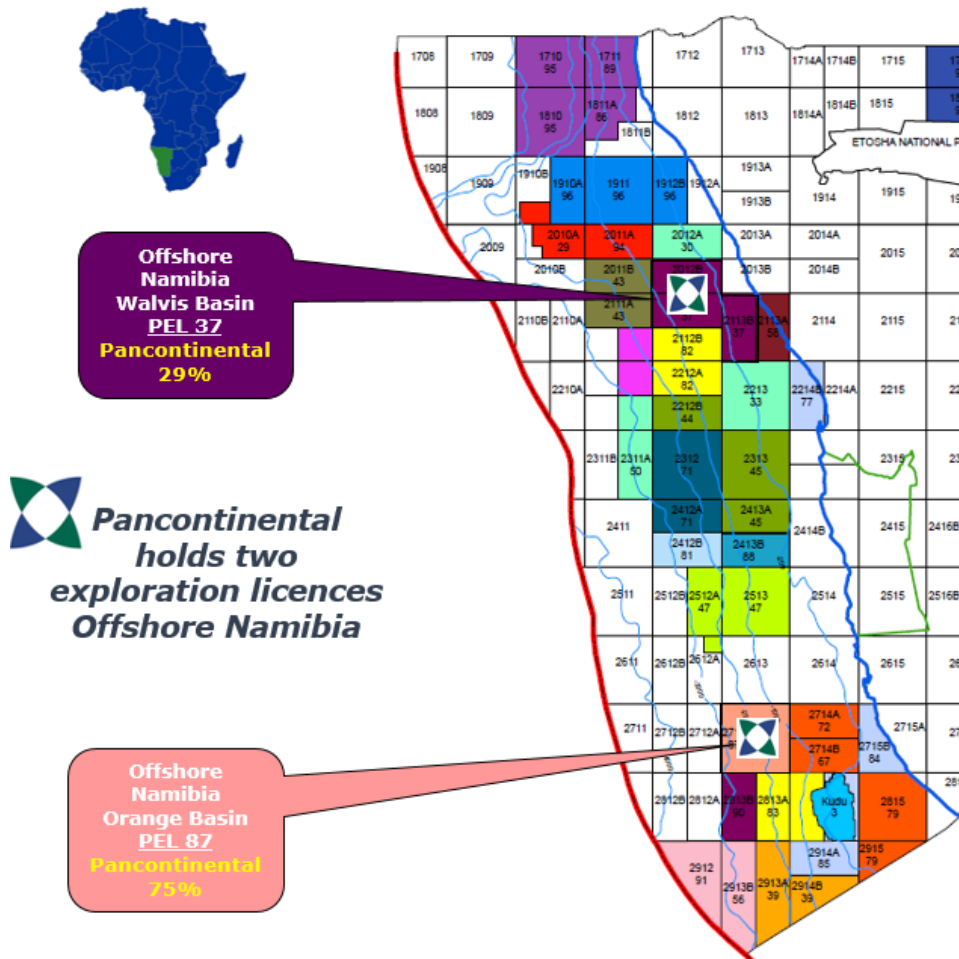 1708 1709 1710 1711 1712 1713 1714A 1714B 1715
95 89
1808 1809 1810 1811A 1812 1813 1814A 1814B 1815
95 86
1811B
ETOSHA NATIONAL P
1908 1909 1910B 1910A 1911 1912B 1912A 1913A 1914 1915
96 96 96
1913B
2009 2010A 2011A 2012A 2013A 2014A 2015
29 94 30
2010B 2011B 2012B 2013B 2014B
43
Offshore
Namibia
Walvis Basin
PEL 37
Pancontinental
29%
2110B 2110A 2111A 37 2113B 2113A 2114 2115
43 37 58
2112B
82
2210A 2212A 2213 2214B 2214A 2215
82 33 77
2212B
44
2311B 2311A 2312 2313 2315
50 71 45
Pancontinental
holds two
exploration licences
Offshore Namibia
2411 2412A 2413A 2414B 2415 2416B
71 45
2412B 2413B
81 88
2511 2512B 2512A 2513 2514 2515 2516B
47 47
2611 2612B 2612A 2613 2614 2615
2711 2712B 2712A 2714A 2715A
72
2714B 2715B
67 64
Offshore
Namibia
Orange Basin
PEL 87
Pancontinental
75%
2812B 2812A 2813B 2813A Kudu 2815
90 83 3 79
2912 2914A 2915
91 85 79
2913B 2913A 2914B
56 39 39